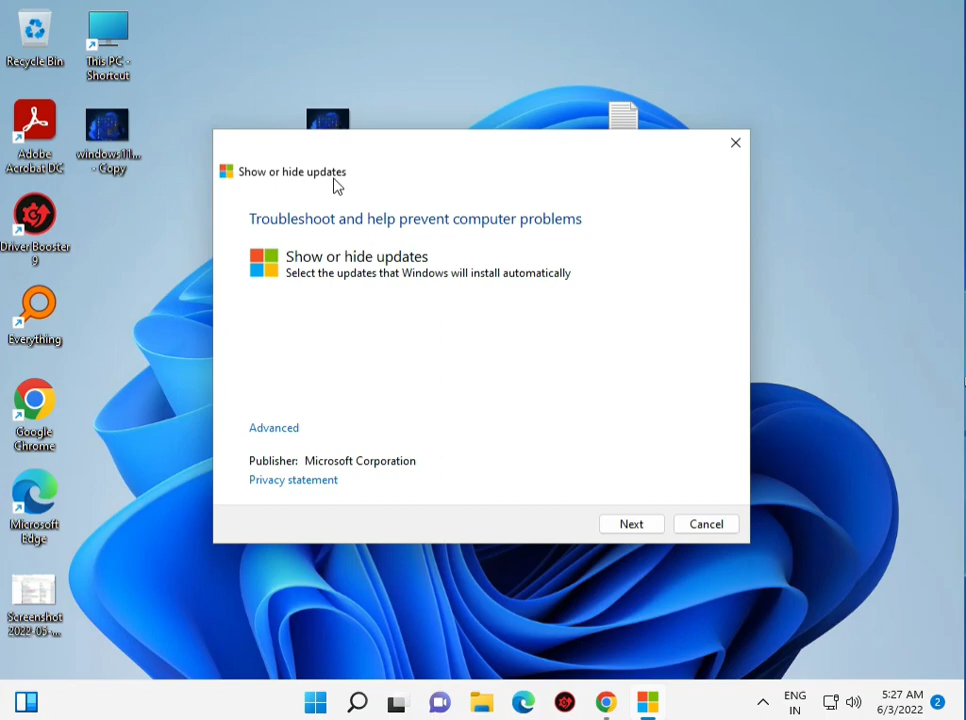 Recycle Bin
This PC -
Shortcut
Adobe
Acrobat DC
windows11...
- Copy
Driver Booster
9
Everything
Google
Chrome
Microsoft
Edge
Screenshot
2022-05-...
Show or hide updates
Troubleshoot and help prevent computer problems
Show or hide updates
Select the updates that Windows will install automatically
Advanced
Publisher: Microsoft Corporation
Privacy statement
Next
Cancel
ENG
IN
5:27 AM
6/3/2022
2